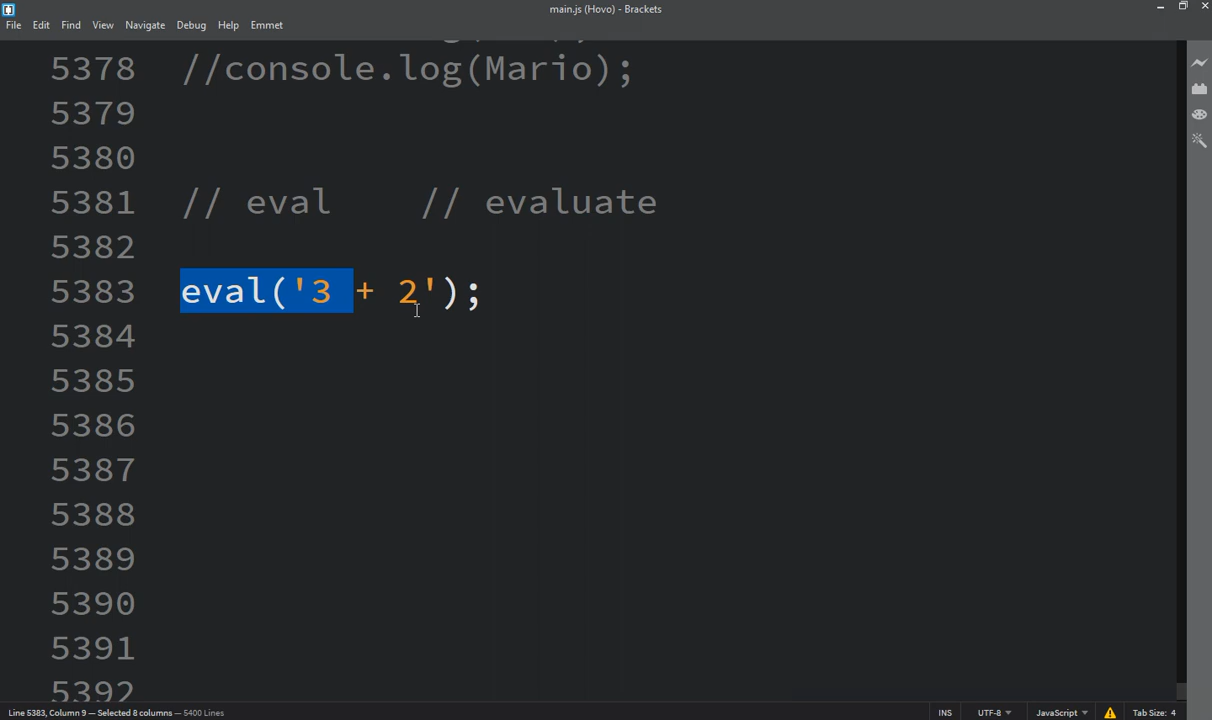 main.js (Hovo) - Brackets
File Edit Find View Navigate Debug Help Emmet
5378 //console.log(Mario);
5379
5380
5381 // eval // evaluate
5382
5383 eval('3 + 2');
5384
5385
5386
5387
5388
5389
5390
5391
5392
Line 5383, Column 9 — Selected 8 columns — 5400 Lines INS UTF-8 JavaScript Tab Size: 4